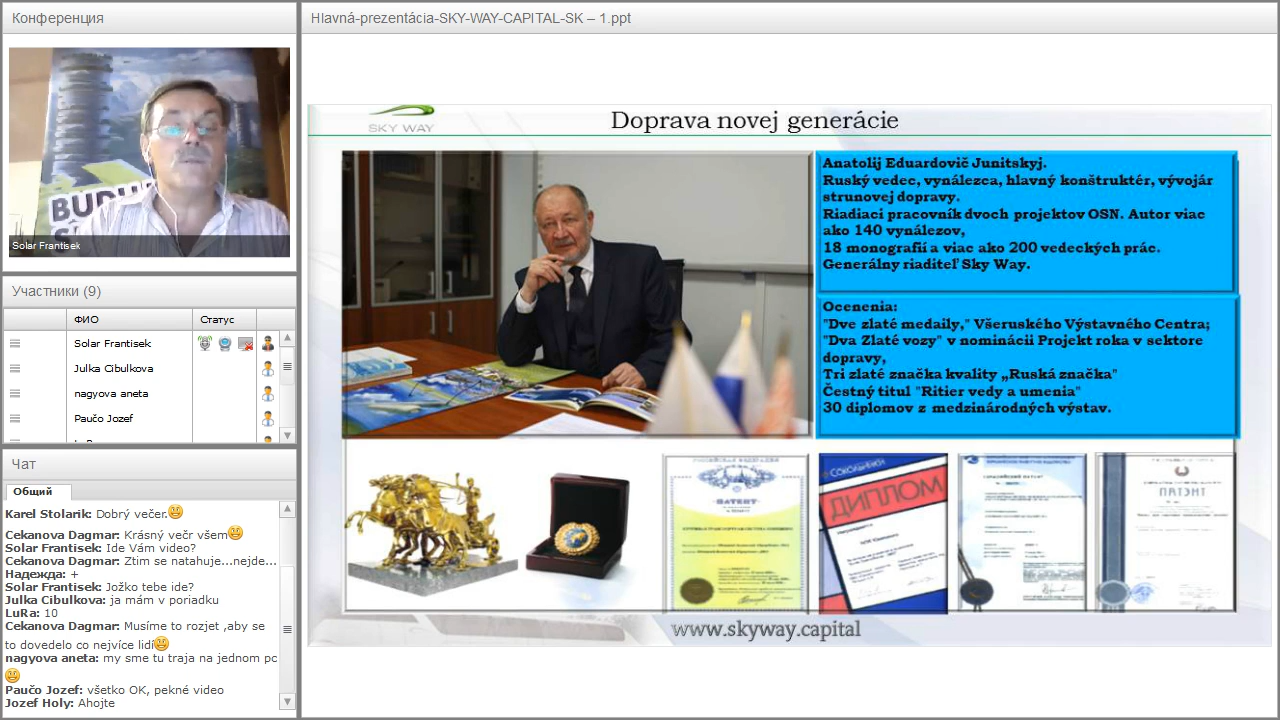 Конференция
BUD
Solar Frantisek
Участники (9)
ФИО
Статус
Solar Frantisek
Julka Cibulkova
nagyova aneta
Paučo Jozef
Чат
Общий
Karel Stolarik: Dobrý večer.
Cekanova Dagmar: Krásný večr všem
Solar Frantisek: Ide Vám video?
Cekanova Dagmar: Zatim se natahuje...nejde...
Надежда: +
Solar Frantisek: Jožko tebe ide?
Julka Cibulkova: ja mám v poriadku
LuRa: 10
Cekanova Dagmar: Musíme to rozjet ,aby se
to dovedelo co nejvíce lidí
nagyova aneta: my sme tu traja na jednom pc
Paučo Jozef: všetko OK, pekné video
Jozef Holy: Ahojte
Hlavná-prezentácia-SKY-WAY-CAPITAL-SK – 1.ppt
SKY WAY
Doprava novej generácie
Anatolij Eduardovič Junitskyj.
Ruský vedec, vynálezca, hlavný konštruktér, vývojár
strunovej dopravy.
Riadiaci pracovník dvoch projektov OSN. Autor viac
ako 140 vynálezov,
18 monografií a viac ako 200 vedeckých prác.
Generálny riaditeľ Sky Way.
Ocenenia:
"Dve zlaté medaily," Všeruského Výstavného Centra;
"Dva Zlaté vozy" v nominácii Projekt roka v sektore
dopravy,
Tri zlaté značka kvality „Ruská značka"
Čestný titul "Ritier vedy a umenia"
30 diplomov z medzinárodných výstav.
ПАТЕНТ
СОКОЛЬНИКИ
ДИПЛОМ
ПАТЭНТ
www.skyway.capital